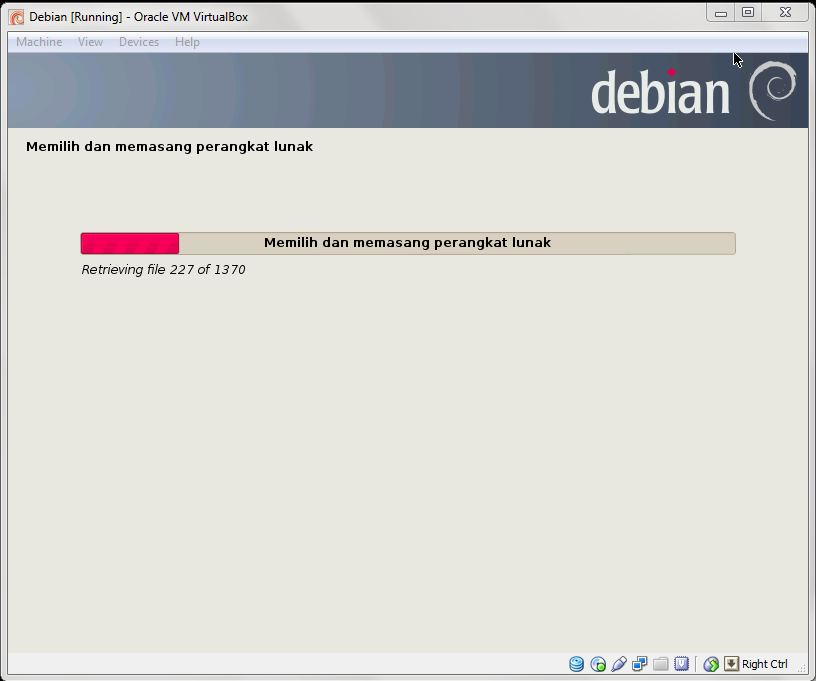 Debian [Running] - Oracle VM VirtualBox
Machine View Devices Help
debian
Memilih dan memasang perangkat lunak
Memilih dan memasang perangkat lunak
Retrieving file 227 of 1370
Right Ctrl